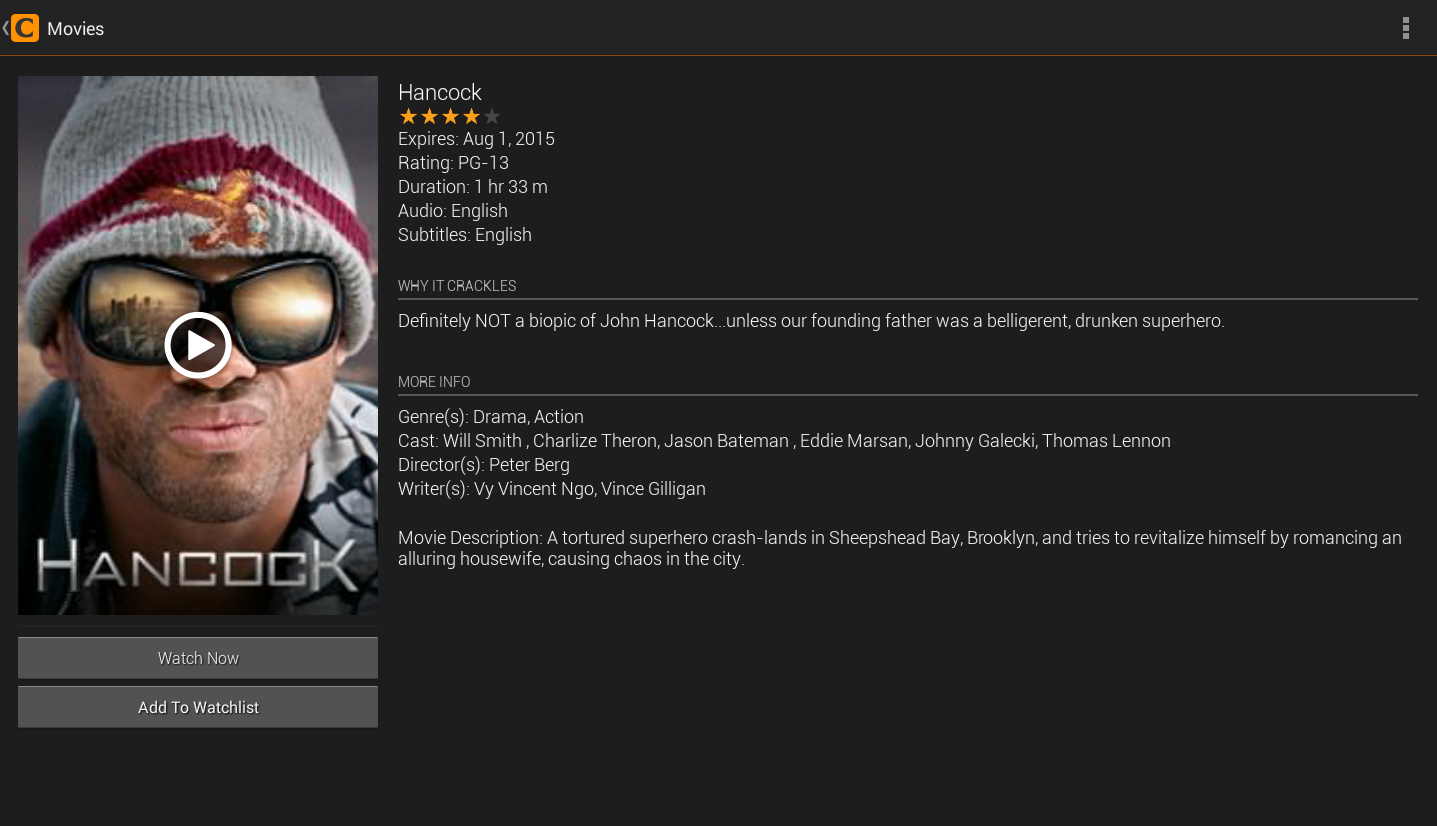 C Movies
Hancock
Expires: Aug 1, 2015
Rating: PG-13
Duration: 1 hr 33 m
Audio: English
Subtitles: English
WHY IT CRACKLES
Definitely NOT a biopic of John Hancock...unless our founding father was a belligerent, drunken superhero.
MORE INFO
Genre(s): Drama, Action
Cast: Will Smith , Charlize Theron, Jason Bateman , Eddie Marsan, Johnny Galecki, Thomas Lennon
Director(s): Peter Berg
Writer(s): Vy Vincent Ngo, Vince Gilligan
Movie Description: A tortured superhero crash-lands in Sheepshead Bay, Brooklyn, and tries to revitalize himself by romancing an
alluring housewife, causing chaos in the city.
HANCOCK
Watch Now
Add To Watchlist